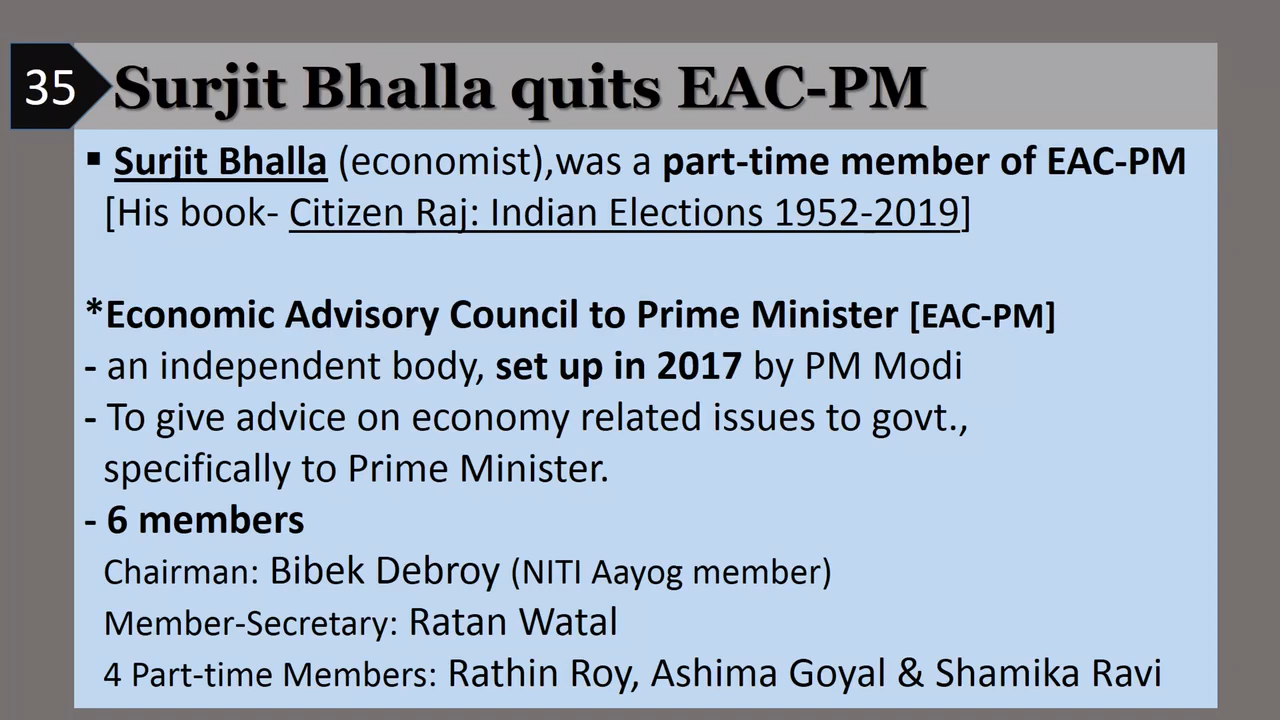 35
Surjit Bhalla quits EAC-PM
▪ Surjit Bhalla (economist),was a part-time member of EAC-PM
[His book- Citizen Raj: Indian Elections 1952-2019]
*Economic Advisory Council to Prime Minister [EAC-PM]
- an independent body, set up in 2017 by PM Modi
- To give advice on economy related issues to govt.,
specifically to Prime Minister.
- 6 members
Chairman: Bibek Debroy (NITI Aayog member)
Member-Secretary: Ratan Watal
4 Part-time Members: Rathin Roy, Ashima Goyal & Shamika Ravi